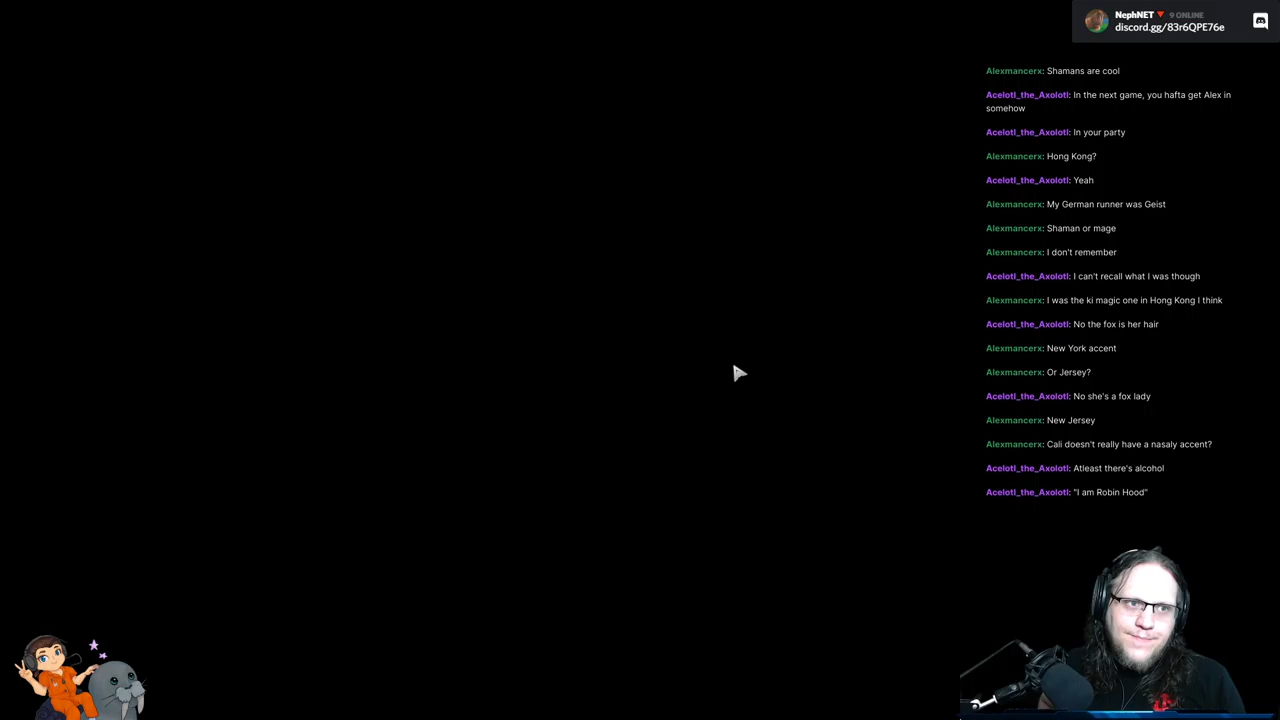 NephNET 9 ONLINE
discord.gg/83r6QPE76e
Alexmancerx: Shamans are cool
Acelotl_the_Axolotl: In the next game, you hafta get Alex in
somehow
Acelotl_the_Axolotl: In your party
Alexmancerx: Hong Kong?
Acelotl_the_Axolotl: Yeah
Alexmancerx: My German runner was Geist
Alexmancerx: Shaman or mage
Alexmancerx: I don't remember
Acelotl_the_Axolotl: I can't recall what I was though
Alexmancerx: I was the ki magic one in Hong Kong I think
Acelotl_the_Axolotl: No the fox is her hair
Alexmancerx: New York accent
Alexmancerx: Or Jersey?
Acelotl_the_Axolotl: No she's a fox lady
Alexmancerx: New Jersey
Alexmancerx: Cali doesn't really have a nasaly accent?
Acelotl_the_Axolotl: Atleast there's alcohol
Acelotl_the_Axolotl: "I am Robin Hood"